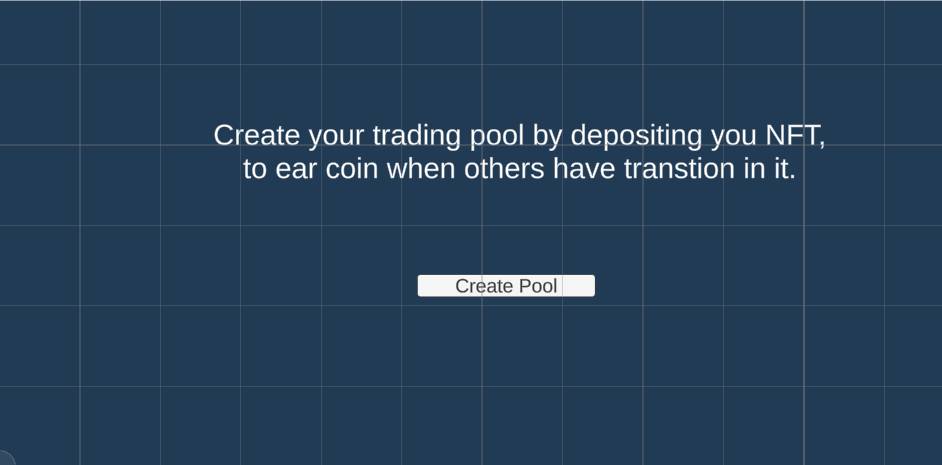 Create your trading pool by depositing you NFT,
to ear coin when others have transtion in it.
Create Pool